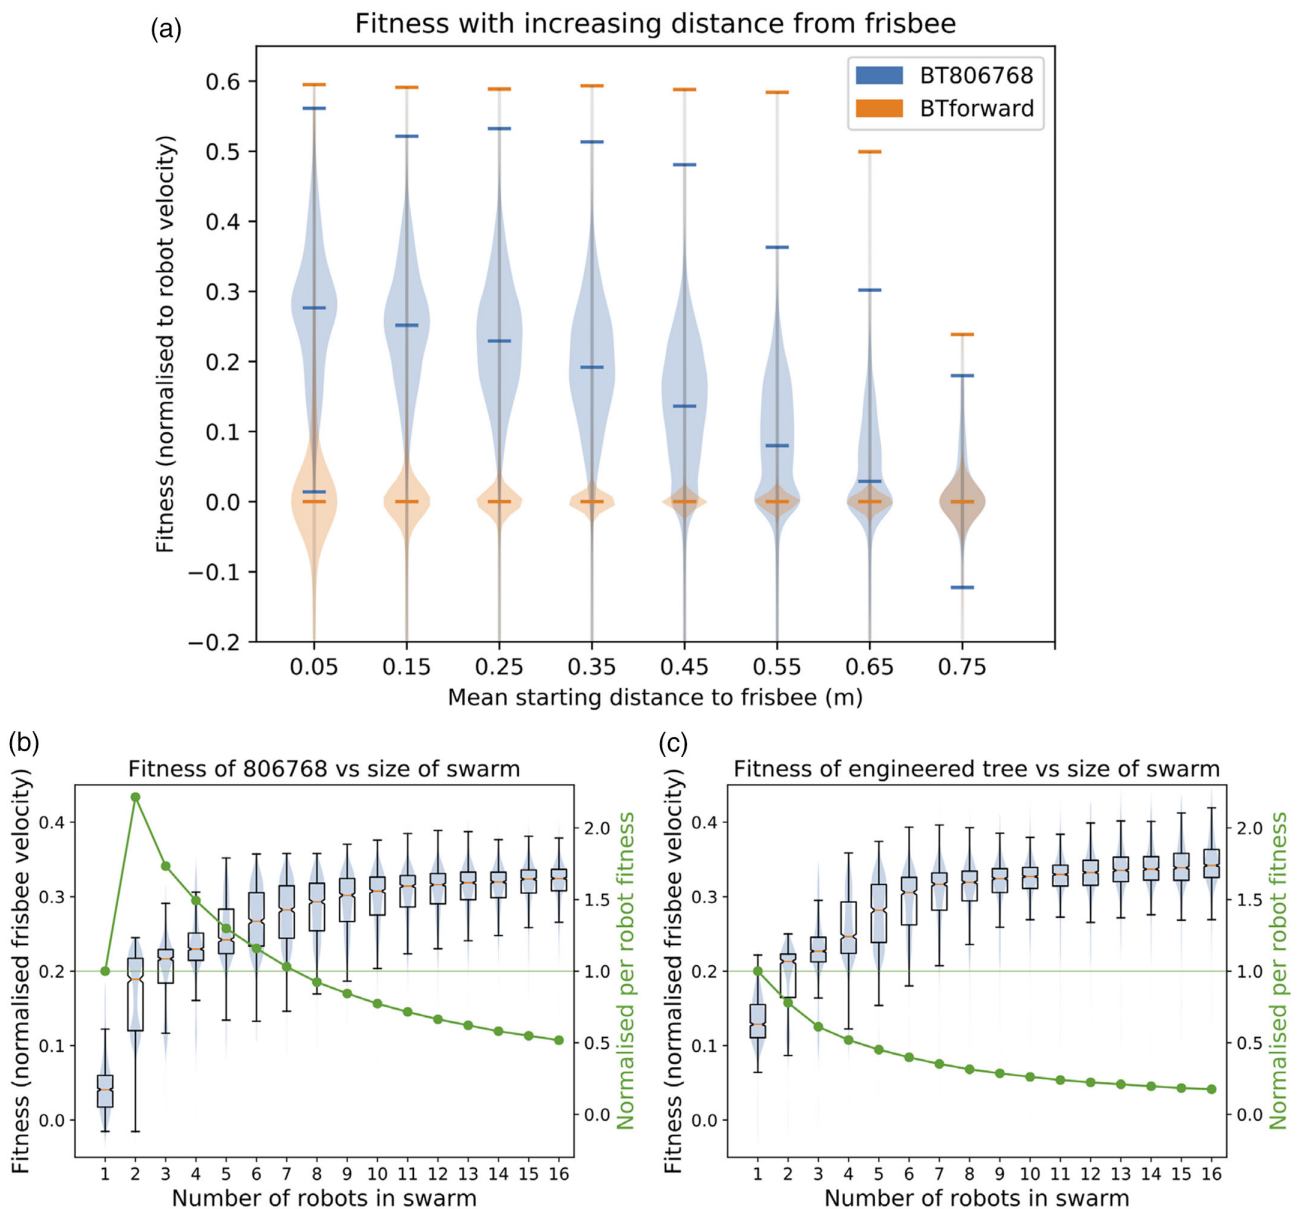 (a)
Fitness with increasing distance from frisbee
BT806768
BTforward
Fitness (normalised to robot velocity)
0.6
0.5
0.4
0.3
0.2
0.1
0.0
−0.1
−0.2
0.05 0.15 0.25 0.35 0.45 0.55 0.65 0.75
Mean starting distance to frisbee (m)
(b)
Fitness of 806768 vs size of swarm
Fitness (normalised frisbee velocity)
0.4
0.3
0.2
0.1
0.0
2.0
1.5
1.0
0.5
0.0
Normalised per robot fitness
1 2 3 4 5 6 7 8 9 10 11 12 13 14 15 16
Number of robots in swarm
(c)
Fitness of engineered tree vs size of swarm
Fitness (normalised frisbee velocity)
0.4
0.3
0.2
0.1
0.0
2.0
1.5
1.0
0.5
0.0
Normalised per robot fitness
1 2 3 4 5 6 7 8 9 10 11 12 13 14 15 16
Number of robots in swarm